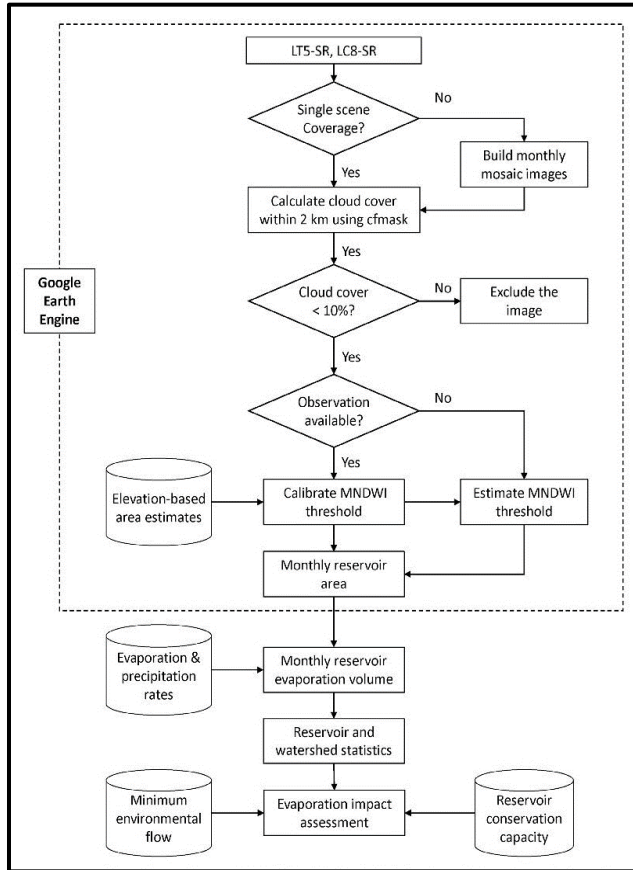 LT5-SR, LC8-SR
Single scene
Coverage?
No
Build monthly
mosaic images
Yes
Calculate cloud cover
within 2 km using cfmask
Yes
Google
Earth
Engine
Cloud cover
< 10%?
No
Exclude the
image
Yes
Observation
available?
No
Yes
Elevation-based
area estimates
Calibrate MNDWI
threshold
Estimate MNDWI
threshold
Monthly reservoir
area
Evaporation &
precipitation
rates
Monthly reservoir
evaporation volume
Reservoir and
watershed statistics
Minimum
environmental
flow
Evaporation impact
assessment
Reservoir
conservation
capacity